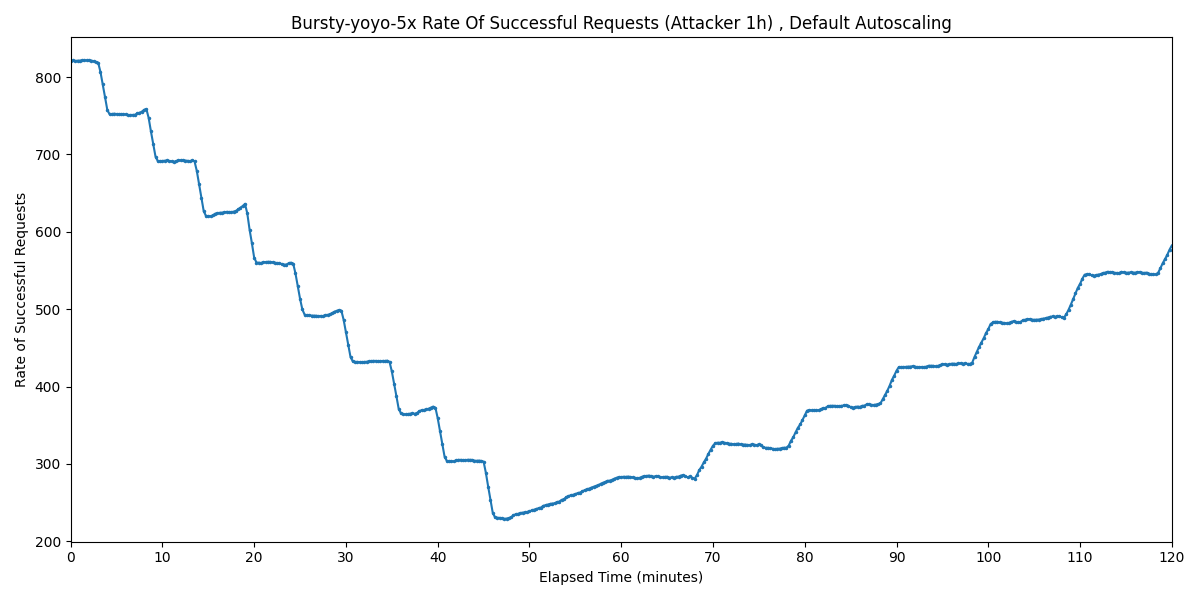 Bursty-yoyo-5x Rate Of Successful Requests (Attacker 1h) , Default Autoscaling
800
700
600
500
400
300
200
Rate of Successful Requests
0 10 20 30 40 50 60 70 80 90 100 110 120
Elapsed Time (minutes)